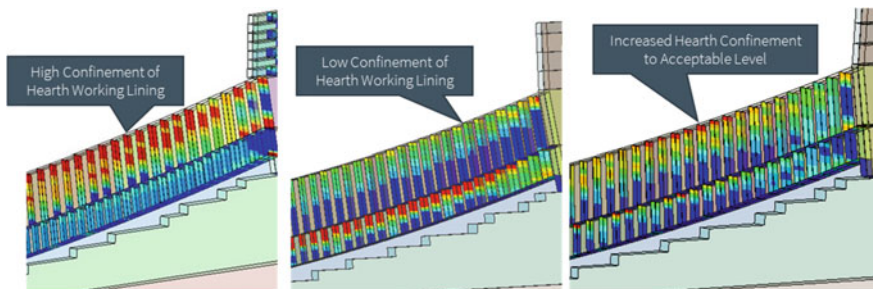 High Confinement of
Hearth Working Lining
Low Confinement of
Hearth Working Lining
Increased Hearth Confinement
to Acceptable Level